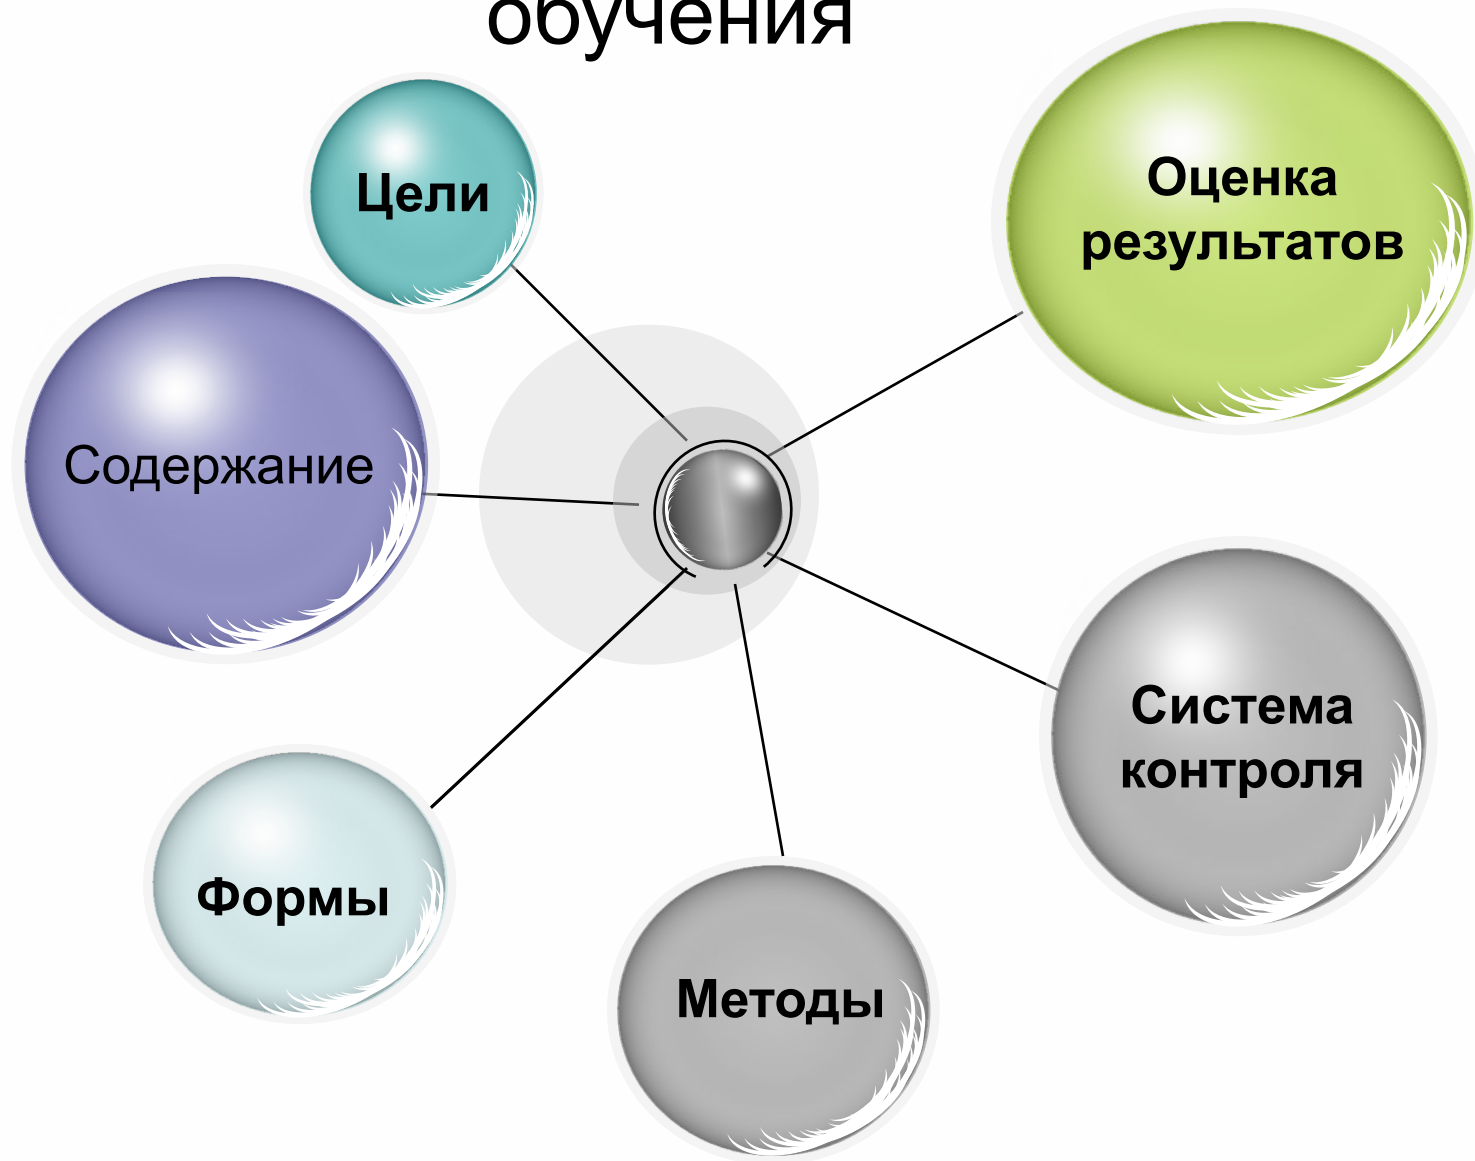 обучения
Цели
Оценка
результатов
Содержание
Система
контроля
Формы
Методы